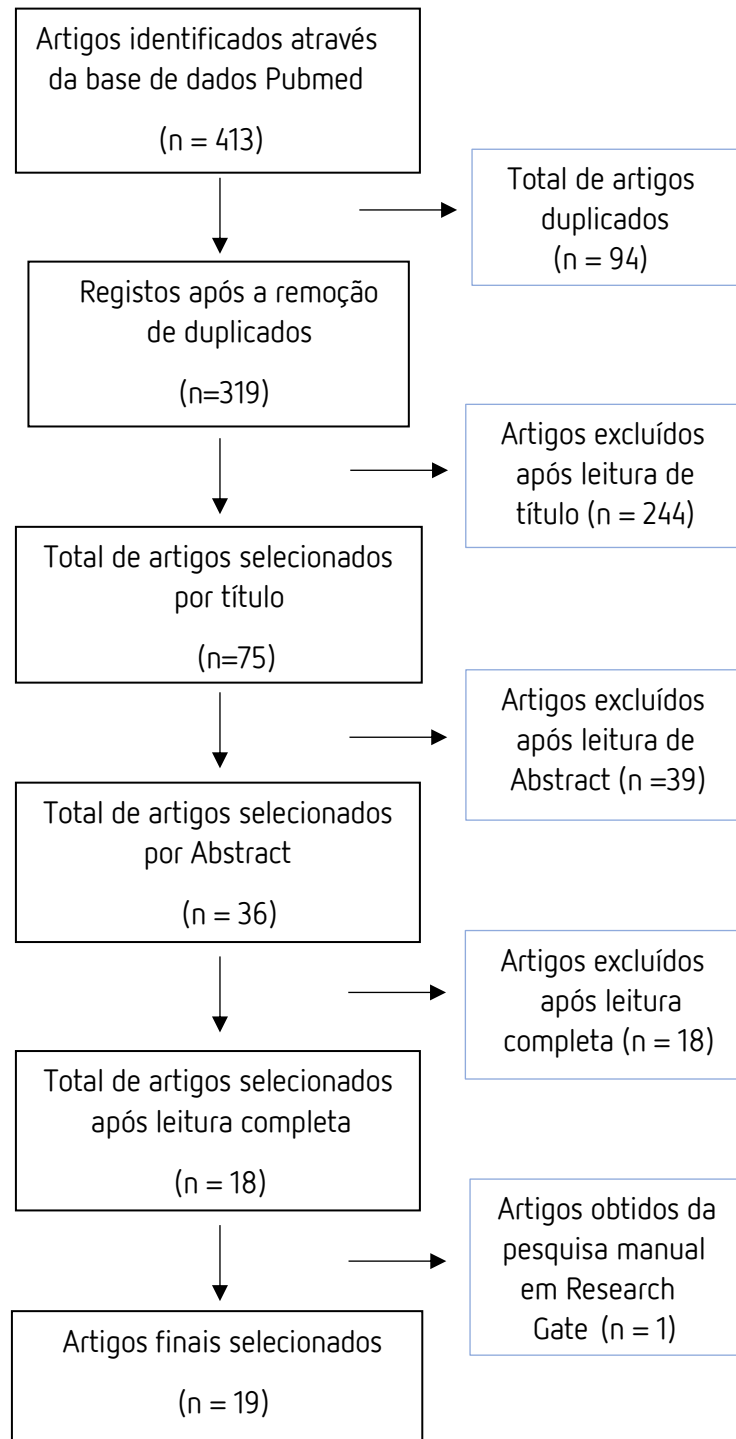 Artigos identificados através
da base de dados Pubmed
(n = 413)
Total de artigos
duplicados
(n = 94)
Registos após a remoção
de duplicados
(n=319)
Artigos excluídos
após leitura de
título (n = 244)
Total de artigos selecionados
por título
(n=75)
Artigos excluídos
após leitura de
Abstract (n =39)
Total de artigos selecionados
por Abstract
(n = 36)
Artigos excluídos
após leitura
completa (n = 18)
Total de artigos selecionados
após leitura completa
(n = 18)
Artigos obtidos da
pesquisa manual
em Research
Gate (n = 1)
Artigos finais selecionados
(n = 19)